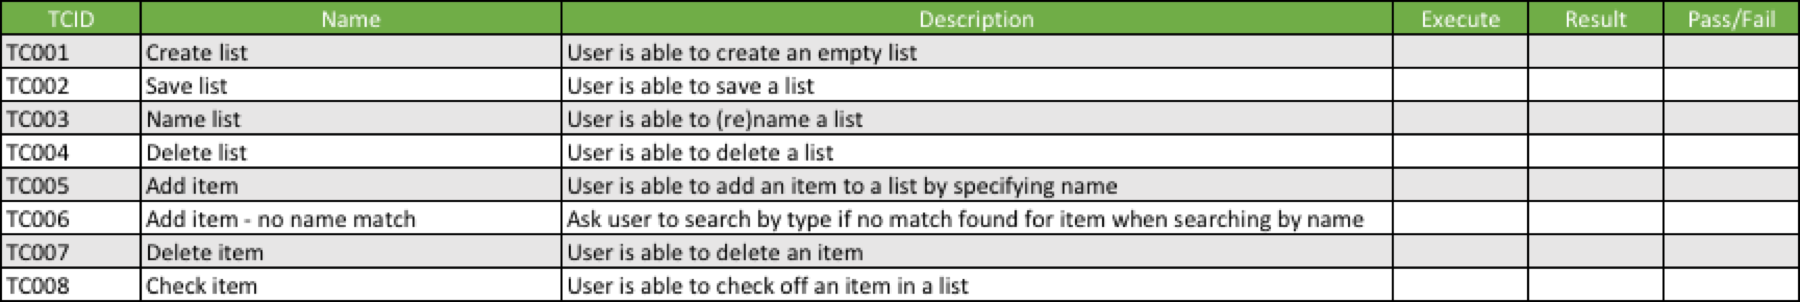 TCID Name Description Execute Result Pass/Fail
TC001 Create list User is able to create an empty list
TC002 Save list User is able to save a list
TC003 Name list User is able to (re)name a list
TC004 Delete list User is able to delete a list
TC005 Add item User is able to add an item to a list by specifying name
TC006 Add item - no name match Ask user to search by type if no match found for item when searching by name
TC007 Delete item User is able to delete an item
TC008 Check item User is able to check off an item in a list